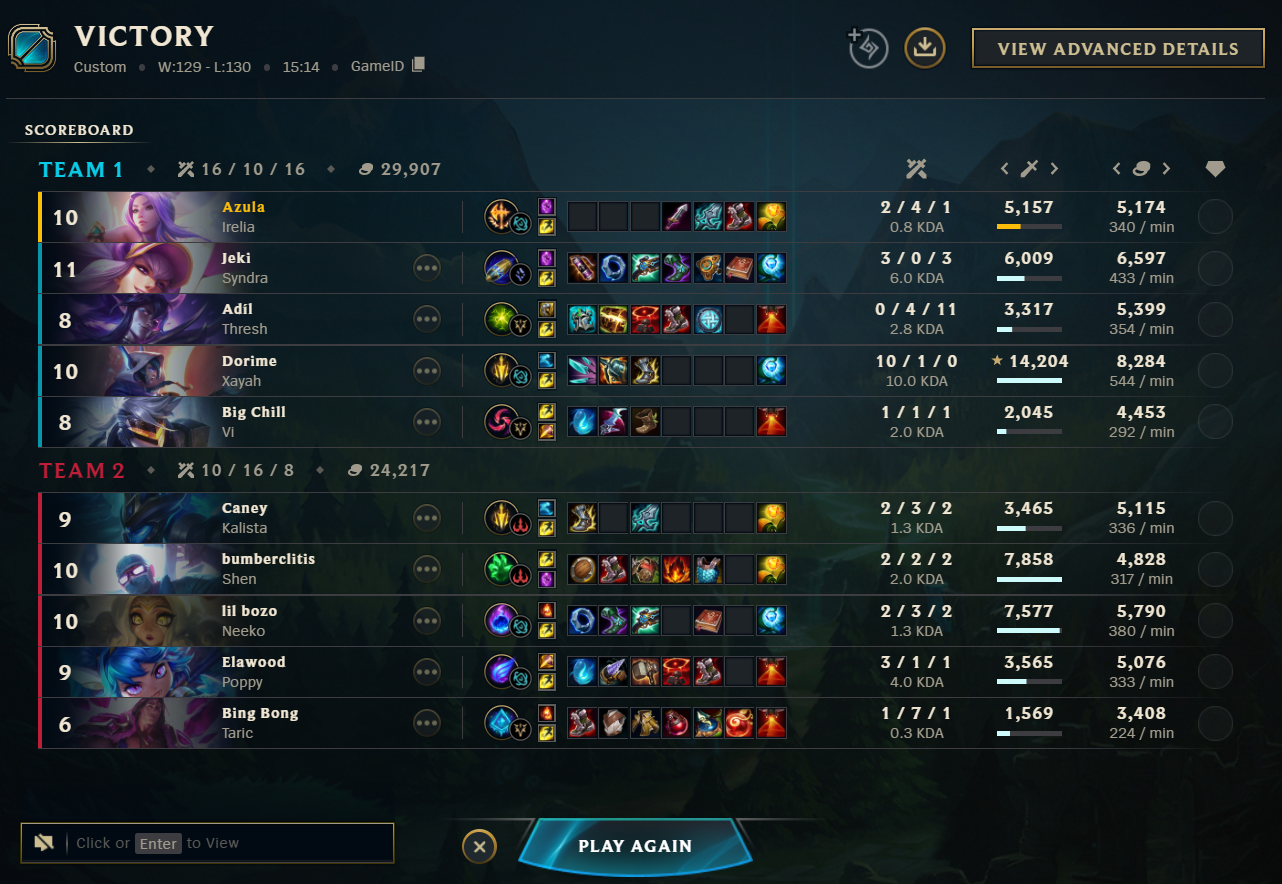 VICTORY
Custom • W:129 - L:130 • 15:14 • GameID
VIEW ADVANCED DETAILS
SCOREBOARD
TEAM 1 16 / 10 / 16 29,907
10 Azula 2 / 4 / 1 5,157 5,174
Irelia 0.8 KDA 340 / min
11 Jeki 3 / 0 / 3 6,009 6,597
Syndra 6.0 KDA 433 / min
8 Adil 0 / 4 / 11 3,317 5,399
Thresh 2.8 KDA 354 / min
10 Dorime 10 / 1 / 0 14,204 8,284
Xayah 10.0 KDA 544 / min
8 Big Chill 1 / 1 / 1 2,045 4,453
Vi 2.0 KDA 292 / min
TEAM 2 10 / 16 / 8 24,217
9 Caney 2 / 3 / 2 3,465 5,115
Kalista 1.3 KDA 336 / min
10 bumberclitis 2 / 2 / 2 7,858 4,828
Shen 2.0 KDA 317 / min
10 lil bozo 2 / 3 / 2 7,577 5,790
Neeko 1.3 KDA 380 / min
9 Elawood 3 / 1 / 1 3,565 5,076
Poppy 4.0 KDA 333 / min
6 Bing Bong 1 / 7 / 1 1,569 3,408
Taric 0.3 KDA 224 / min
Click or Enter to View
PLAY AGAIN